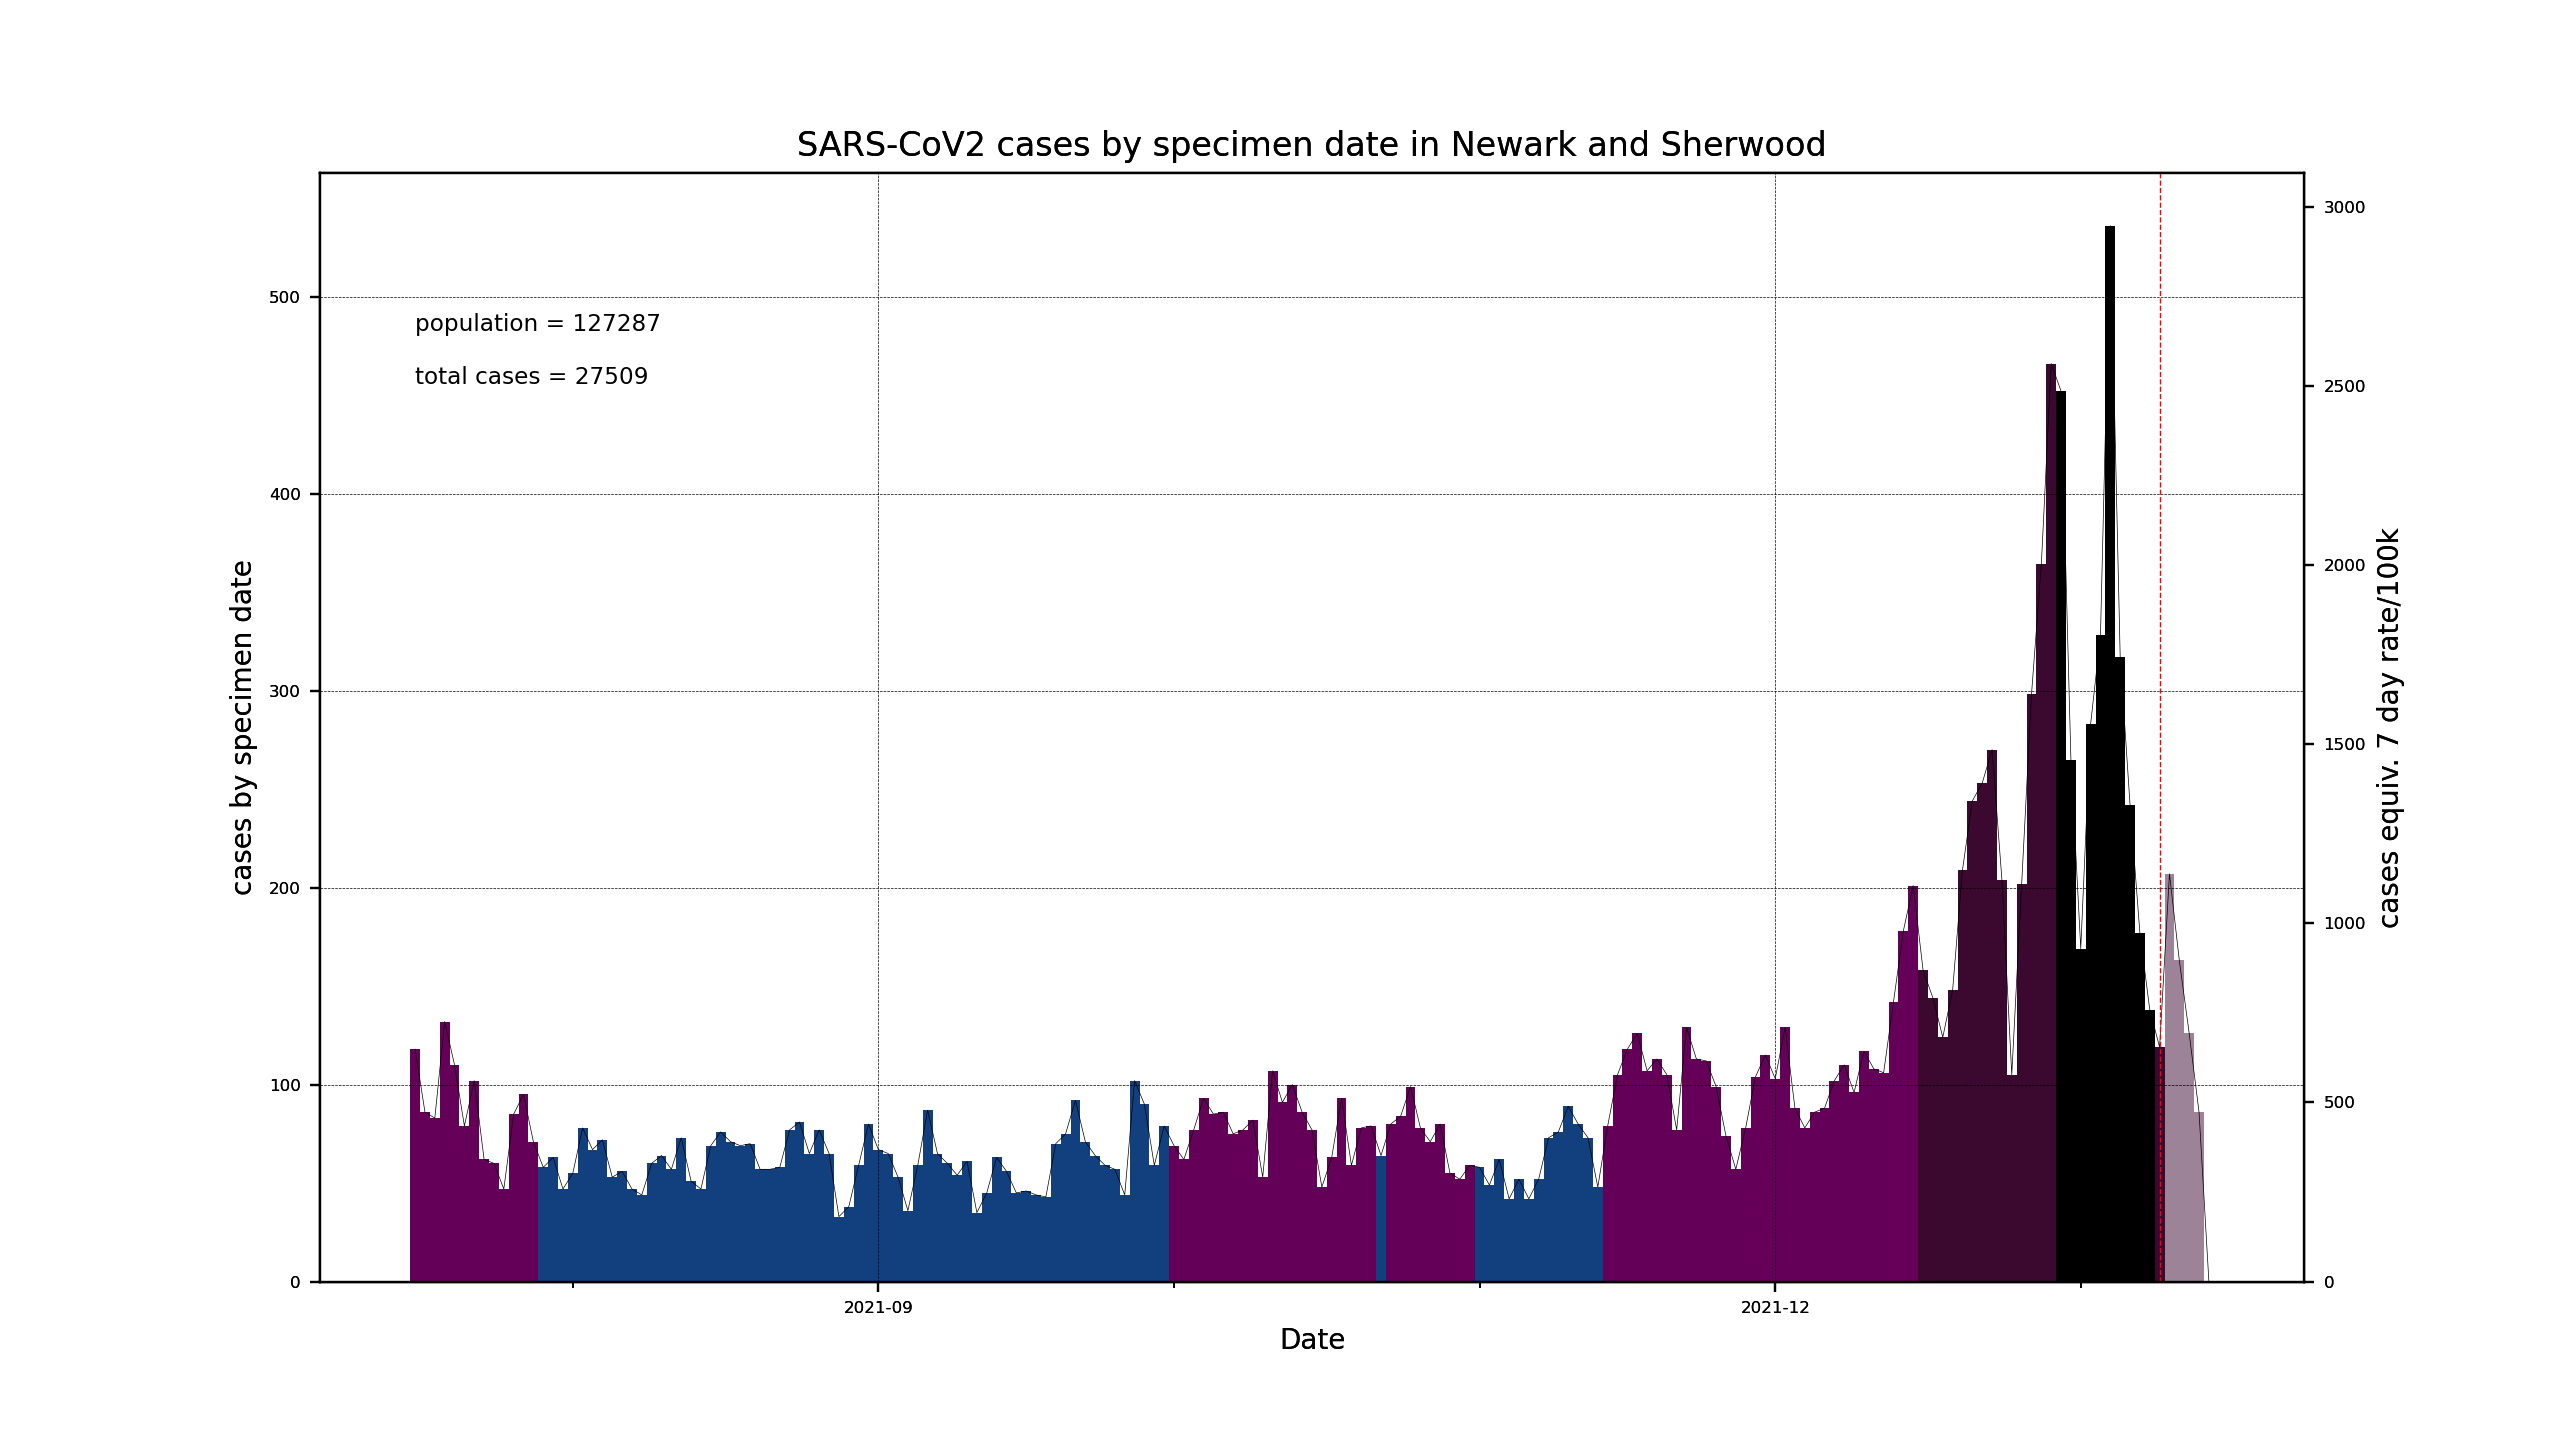 SARS-CoV2 cases by specimen date in Newark and Sherwood
population = 127287
total cases = 27509
cases by specimen date
500
400
300
200
100
0
3000
2500
2000
1500
1000
500
0
cases equiv. 7 day rate/100k
2021-09
2021-12
Date